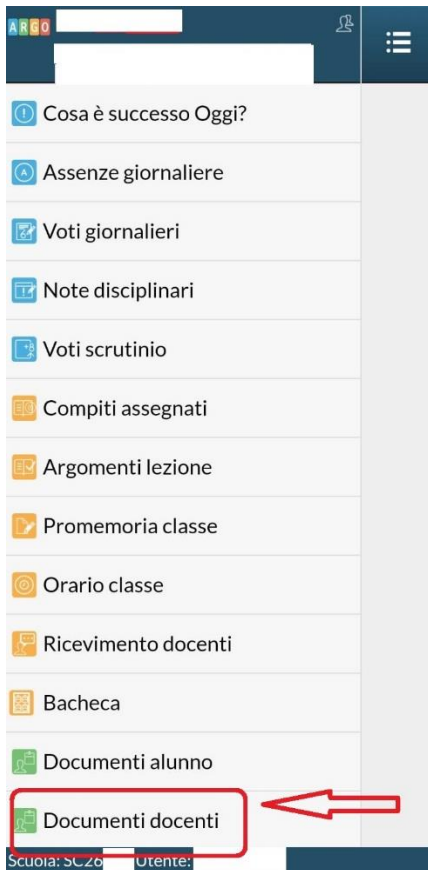 ARGO
Cosa è successo Oggi?
Assenze giornaliere
Voti giornalieri
Note disciplinari
Voti scrutinio
Compiti assegnati
Argomenti lezione
Promemoria classe
Orario classe
Ricevimento docenti
Bacheca
Documenti alunno
Documenti docenti
Scuola: SC26 Utente: